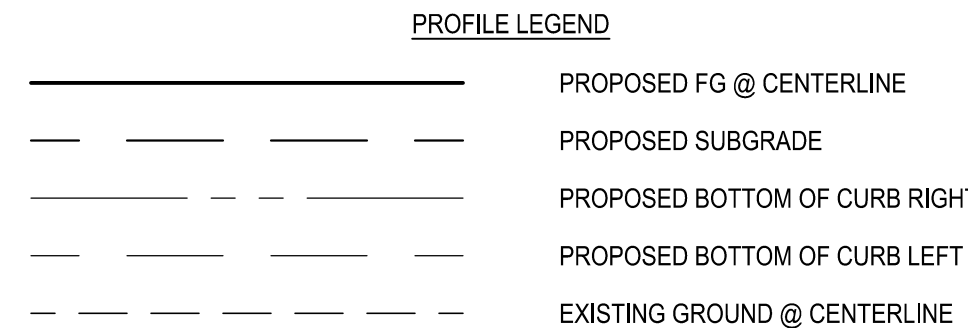 PROFILE LEGEND
PROPOSED FG @ CENTERLINE
PROPOSED SUBGRADE
PROPOSED BOTTOM OF CURB RIGHT
PROPOSED BOTTOM OF CURB LEFT
EXISTING GROUND @ CENTERLINE